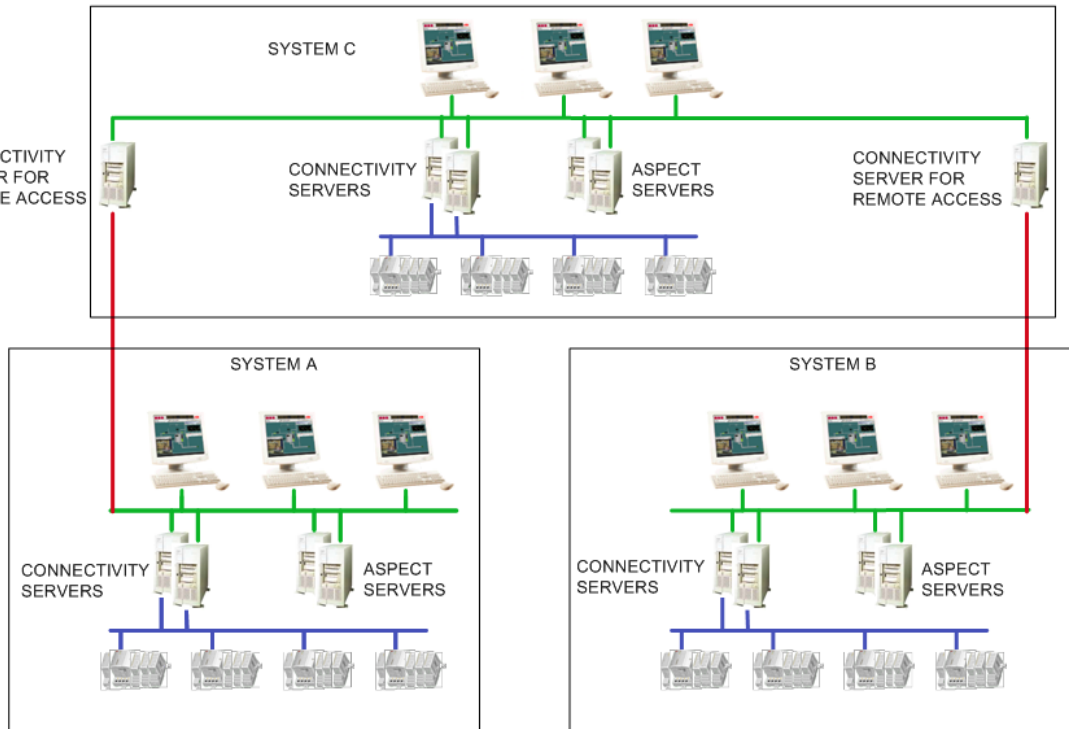 SYSTEM C
CTIVITY
R FOR
E ACCESS
CONNECTIVITY
SERVERS
ASPECT
SERVERS
CONNECTIVITY
SERVER FOR
REMOTE ACCESS
SYSTEM A
CONNECTIVITY
SERVERS
ASPECT
SERVERS
SYSTEM B
CONNECTIVITY
SERVERS
ASPECT
SERVERS